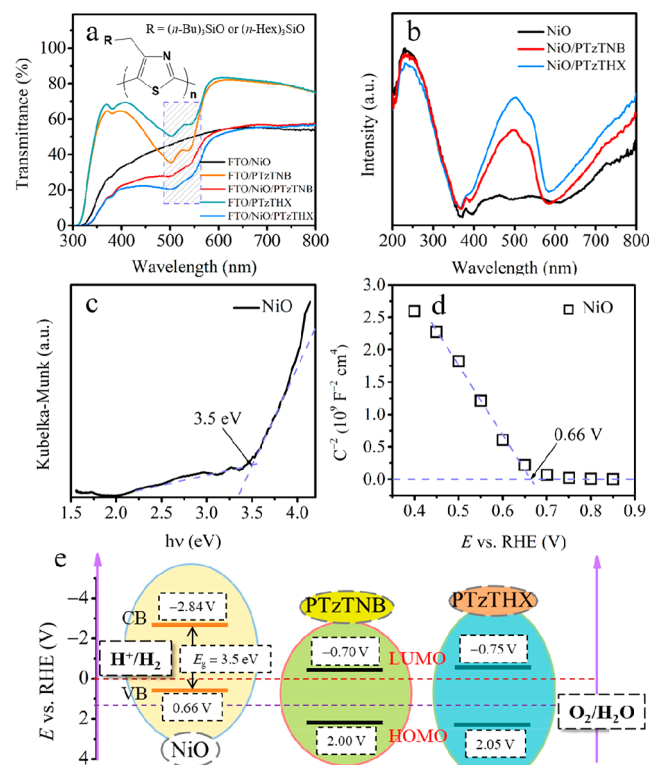 a
R = (n-Bu)₃SiO or (n-Hex)₃SiO
R
N
S
n
Transmittance (%)
100
80
60
40
20
0
FTO/NiO
FTO/PTzTNB
FTO/NiO/PTzTNB
FTO/PTzTHX
FTO/NiO/PTzTHX
300 400 500 600 700 800
Wavelength (nm)
b
NiO
NiO/PTzTNB
NiO/PTzTHX
Intensity (a.u.)
200 300 400 500 600 700 800
Wavelength (nm)
c
NiO
Kubelka-Munk (a.u.)
3.5 eV
1.5 2.0 2.5 3.0 3.5 4.0
hν (eV)
d
NiO
C⁻² (10⁹ F⁻² cm⁴)
3.0
2.5
2.0
1.5
1.0
0.5
0.0
0.66 V
0.4 0.5 0.6 0.7 0.8 0.9
E vs. RHE (V)
e
E vs. RHE (V)
−4
−2
0
2
4
CB
−2.84 V
H⁺/H₂
Eg = 3.5 eV
VB
0.66 V
NiO
PTzTNB
−0.70 V
LUMO
2.00 V
HOMO
PTzTHX
−0.75 V
2.05 V
O₂/H₂O